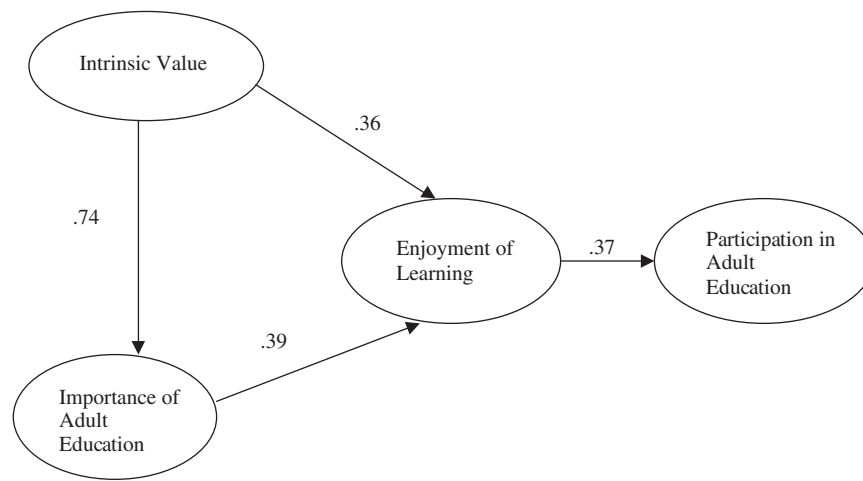 Intrinsic Value
.36
.74
Enjoyment of
Learning
.37
Participation in
Adult
Education
.39
Importance of
Adult
Education